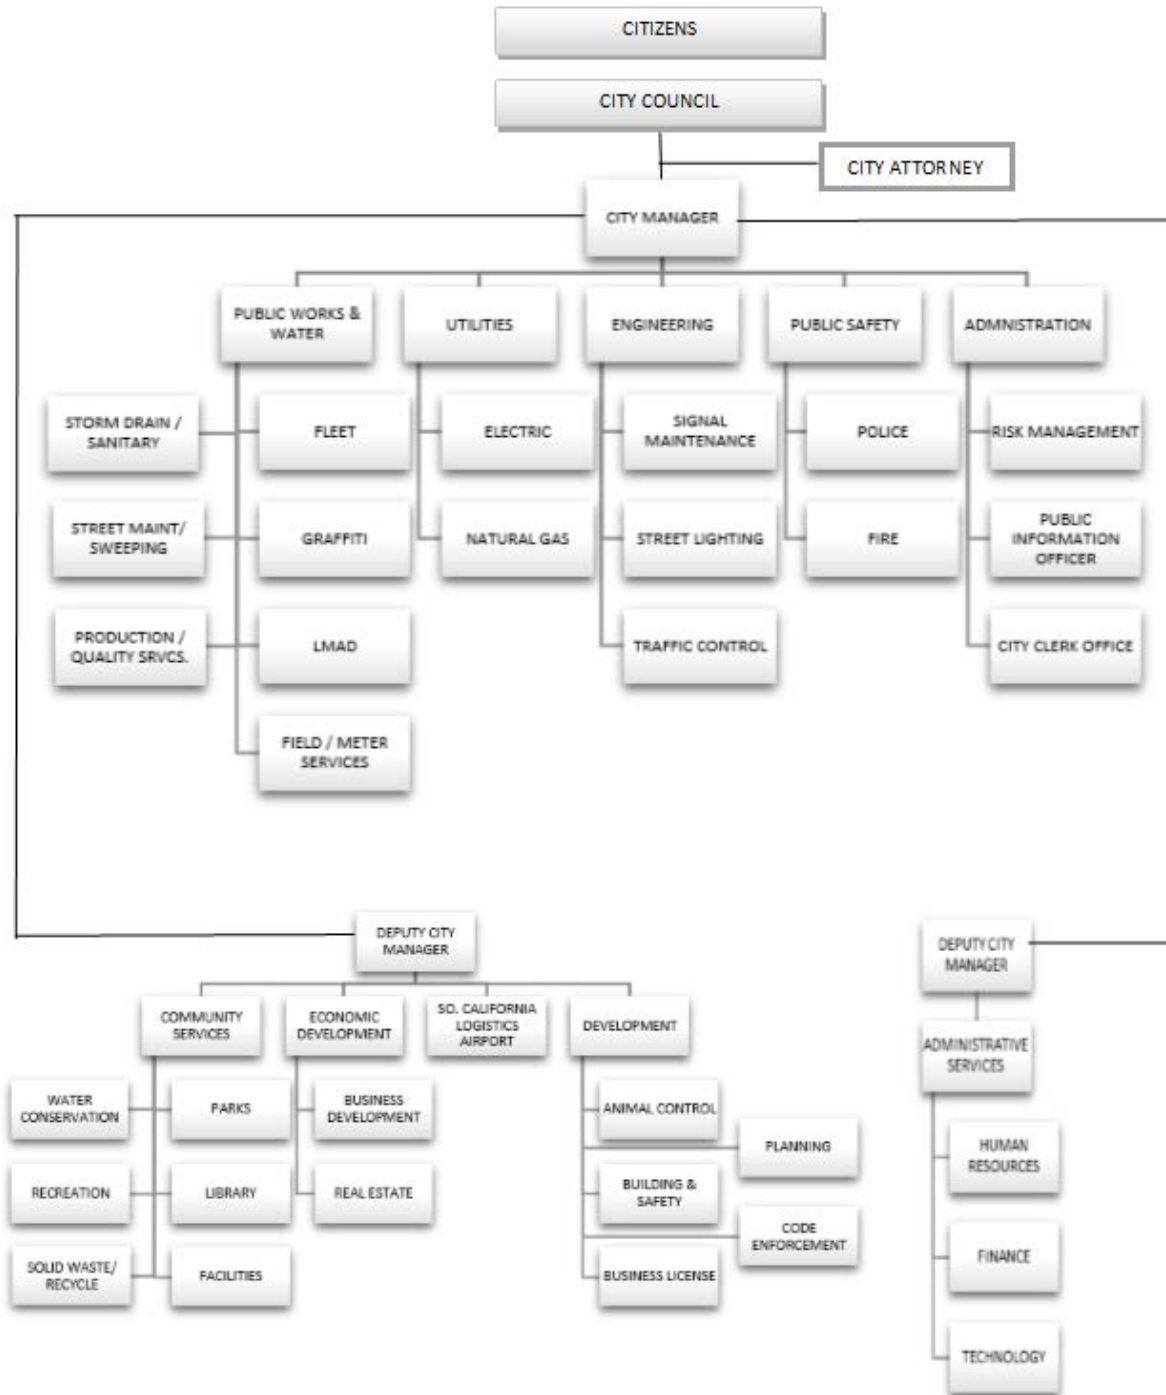 CITIZENS
CITY COUNCIL
CITY ATTORNEY
CITY MANAGER
PUBLIC WORKS &
WATER
UTILITIES
ENGINEERING
PUBLIC SAFETY
ADMNISTRATION
STORM DRAIN /
SANITARY
FLEET
ELECTRIC
SIGNAL
MAINTENANCE
POLICE
RISK MANAGEMENT
STREET MAINT/
SWEEPING
GRAFFITI
NATURAL GAS
STREET LIGHTING
FIRE
PUBLIC
INFORMATION
OFFICER
PRODUCTION /
QUALITY SRVCS.
LMAD
TRAFFIC CONTROL
CITY CLERK OFFICE
FIELD / METER
SERVICES
DEPUTY CITY
MANAGER
DEPUTY CITY
MANAGER
COMMUNITY
SERVICES
ECONOMIC
DEVELOPMENT
SO. CALIFORNIA
LOGISTICS
AIRPORT
DEVELOPMENT
ADMINISTRATIVE
SERVICES
WATER
CONSERVATION
PARKS
BUSINESS
DEVELOPMENT
ANIMAL CONTROL
PLANNING
HUMAN
RESOURCES
RECREATION
LIBRARY
REAL ESTATE
BUILDING &
SAFETY
CODE
ENFORCEMENT
FINANCE
SOLID WASTE/
RECYCLE
FACILITIES
BUSINESS LICENSE
TECHNOLOGY